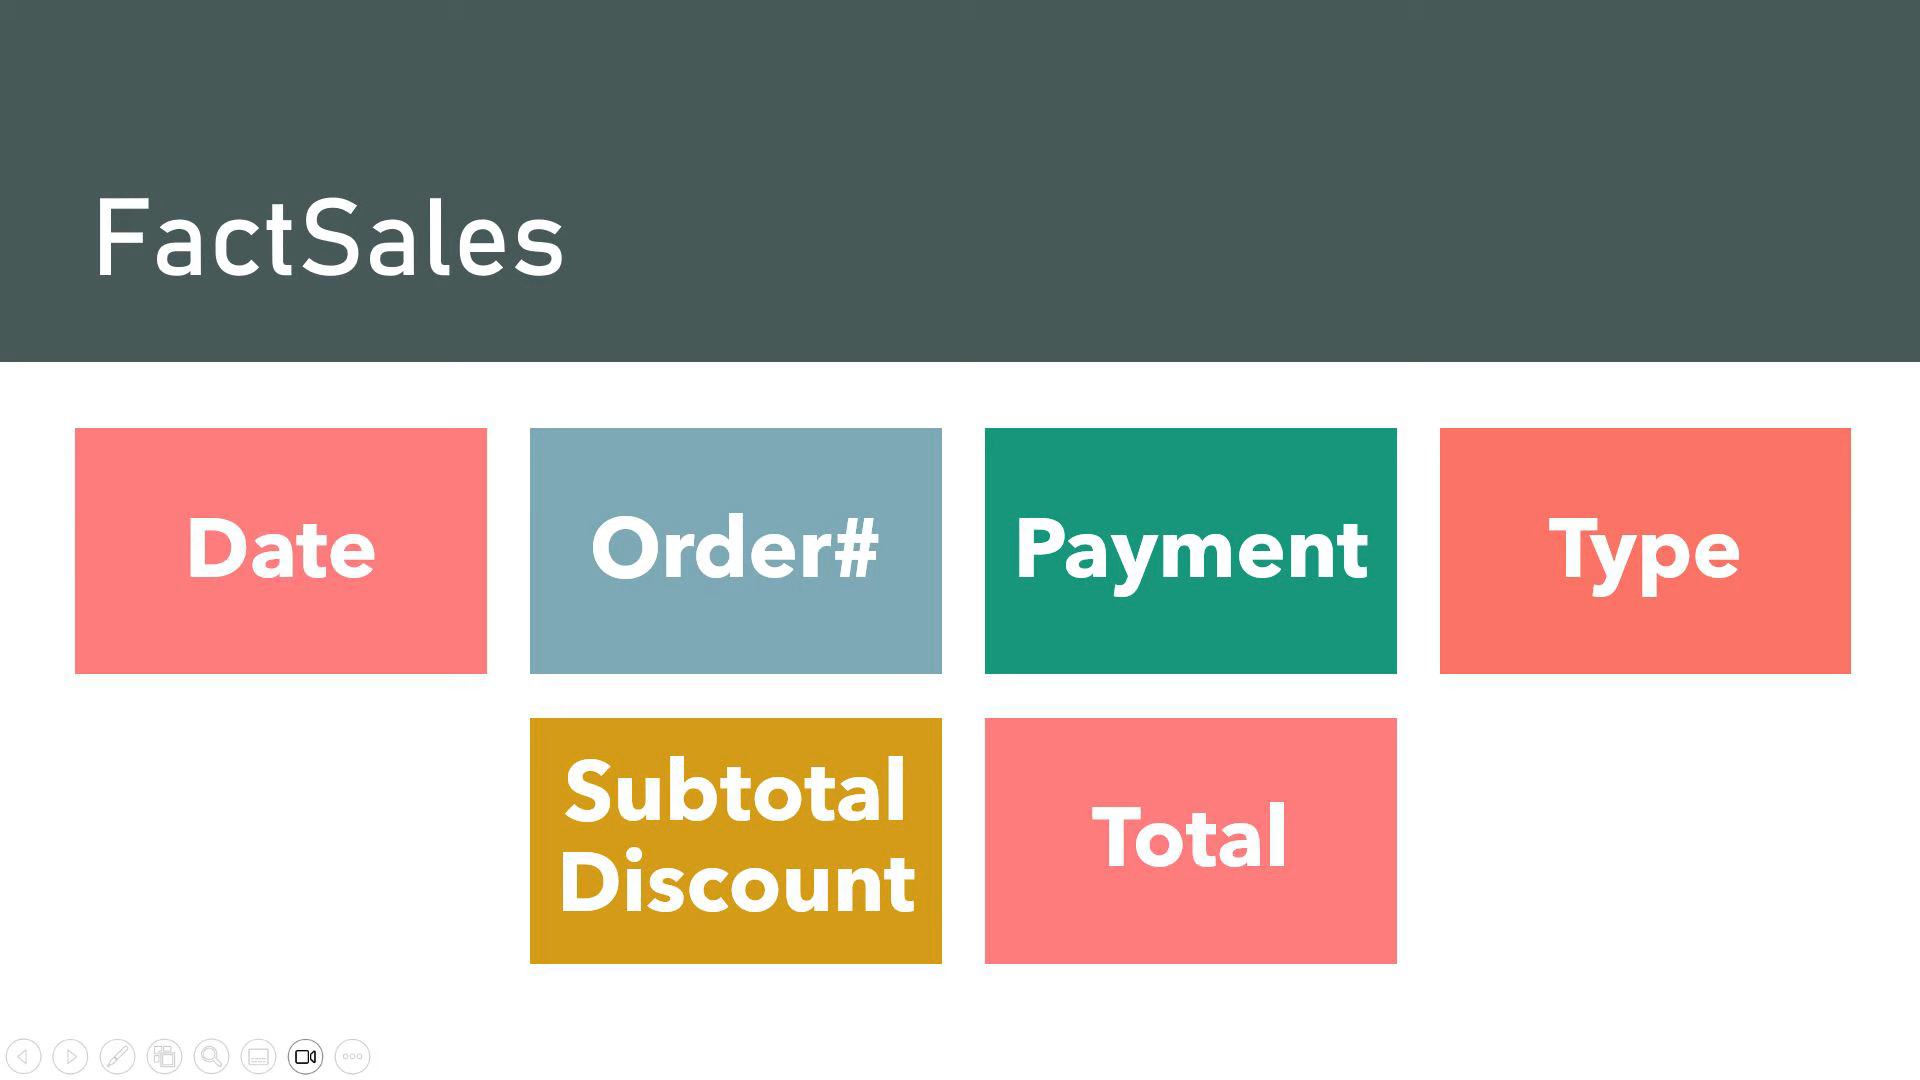 FactSales
Date
Order#
Payment
Type
Subtotal
Discount
Total